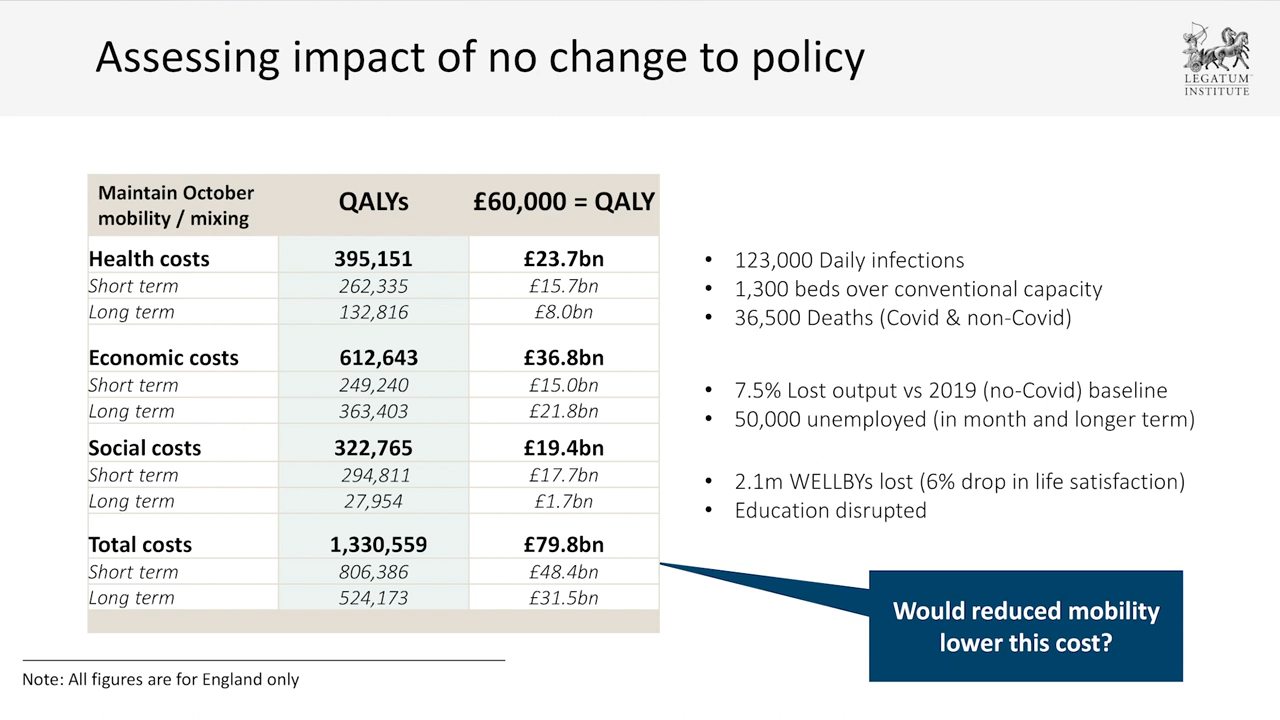 Assessing impact of no change to policy
LEGATUM
INSTITUTE
Maintain October
mobility / mixing
QALYs
£60,000 = QALY
Health costs 395,151 £23.7bn
Short term 262,335 £15.7bn
Long term 132,816 £8.0bn
Economic costs 612,643 £36.8bn
Short term 249,240 £15.0bn
Long term 363,403 £21.8bn
Social costs 322,765 £19.4bn
Short term 294,811 £17.7bn
Long term 27,954 £1.7bn
Total costs 1,330,559 £79.8bn
Short term 806,386 £48.4bn
Long term 524,173 £31.5bn
• 123,000 Daily infections
• 1,300 beds over conventional capacity
• 36,500 Deaths (Covid & non-Covid)
• 7.5% Lost output vs 2019 (no-Covid) baseline
• 50,000 unemployed (in month and longer term)
• 2.1m WELLBYs lost (6% drop in life satisfaction)
• Education disrupted
Would reduced mobility
lower this cost?
Note: All figures are for England only